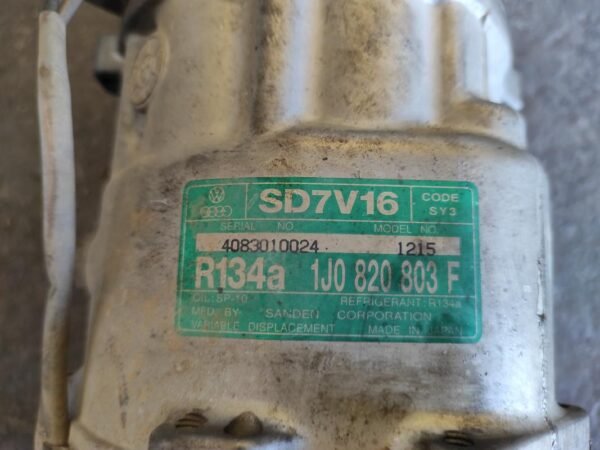 SD7V16
CODE
SY3
SERIAL NO
MODEL NO.
4083010024
1215
R134a 1J0 820 803 F
OIL:SP-10
REFRIGERANT:R134a
MFD. BY SANDEN CORPORATION
VARIABLE DISPLACEMENT MADE IN JAPAN